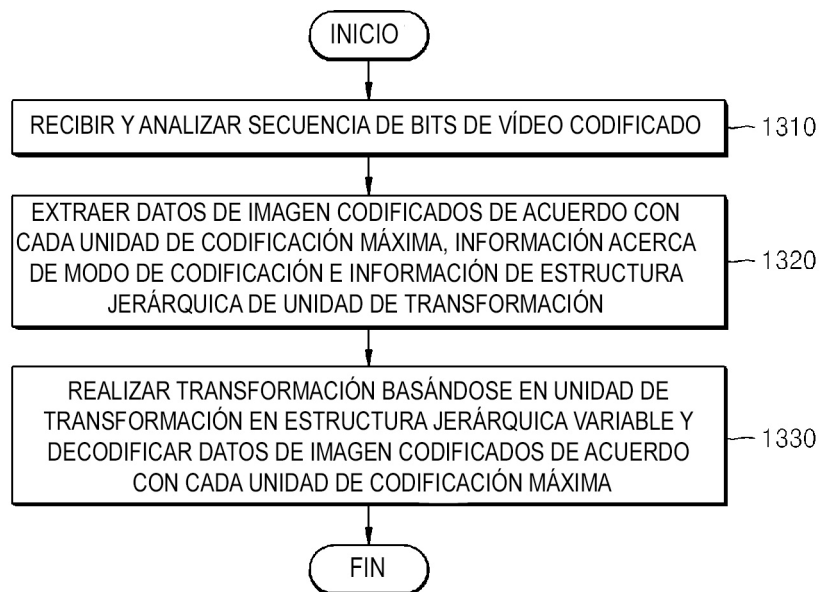 INICIO
RECIBIR Y ANALIZAR SECUENCIA DE BITS DE VÍDEO CODIFICADO
1310
EXTRAER DATOS DE IMAGEN CODIFICADOS DE ACUERDO CON
CADA UNIDAD DE CODIFICACIÓN MÁXIMA, INFORMACIÓN ACERCA
DE MODO DE CODIFICACIÓN E INFORMACIÓN DE ESTRUCTURA
JERÁRQUICA DE UNIDAD DE TRANSFORMACIÓN
1320
REALIZAR TRANSFORMACIÓN BASÁNDOSE EN UNIDAD DE
TRANSFORMACIÓN EN ESTRUCTURA JERÁRQUICA VARIABLE Y
DECODIFICAR DATOS DE IMAGEN CODIFICADOS DE ACUERDO
CON CADA UNIDAD DE CODIFICACIÓN MÁXIMA
1330
FIN